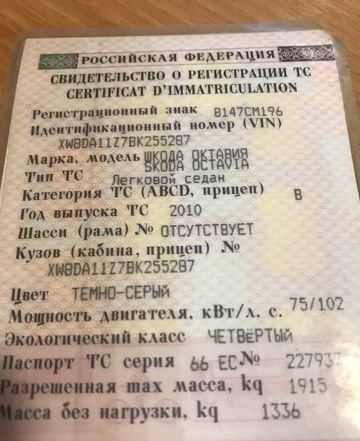 РОССИЙСКАЯ ФЕДЕРАЦИЯ
СВИДЕТЕЛЬСТВО О РЕГИСТРАЦИИ ТС
CERTIFICAT D'IMMATRICULATION
Регистрационный знак В147СМ196
Идентификационный номер (VIN)
XW8DA11Z7BK255287
Марка, модель ШКОДА ОКТАВИЯ
SKODA OCTAVIA
Тип ТС Легковой седан
Категория ТС (ABCD, прицеп) B
Год выпуска ТС 2010
Шасси (рама) № ОТСУТСТВУЕТ
Кузов (кабина, прицеп) №
XW8DA11Z7BK255287
Цвет ТЕМНО-СЕРЫЙ
Мощность двигателя, кВт/л. с. 75/102
Экологический класс ЧЕТВЁРТЫЙ
Паспорт ТС серия 66 ЕС № 227937
Разрешенная max масса, kg 1915
Масса без нагрузки, kg 1336